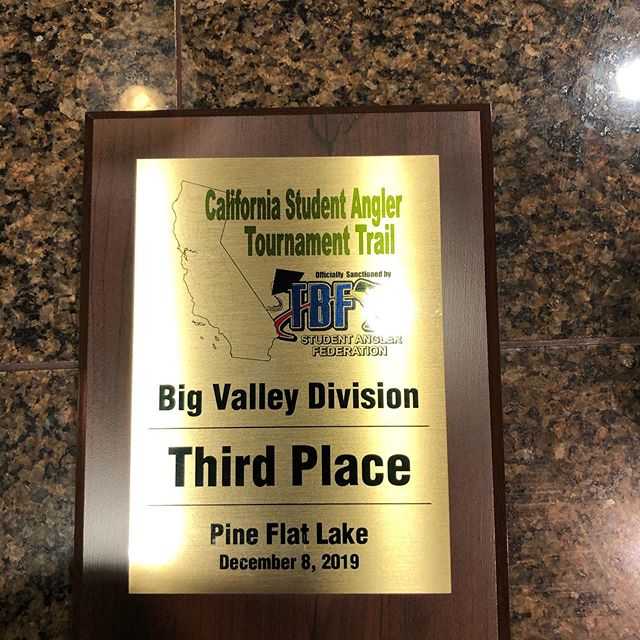 California Student Angler
Tournament Trail
Officially Sanctioned by
TBF
STUDENT ANGLER
FEDERATION
Big Valley Division
Third Place
Pine Flat Lake
December 8, 2019